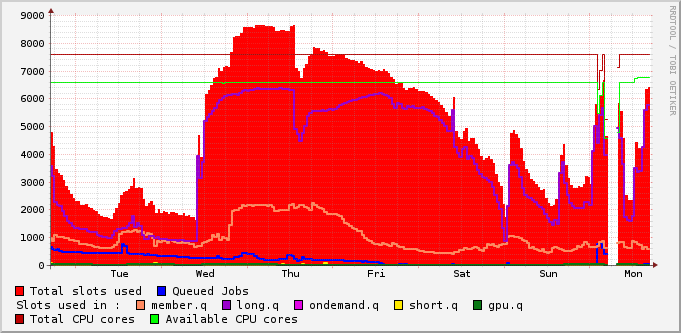 9000
8000
7000
6000
5000
4000
3000
2000
1000
0
Tue Wed Thu Fri Sat Sun Mon
RRDTOOL / TOBI OETIKER
Total slots used Queued Jobs
Slots used in : member.q long.q ondemand.q short.q gpu.q
Total CPU cores Available CPU cores